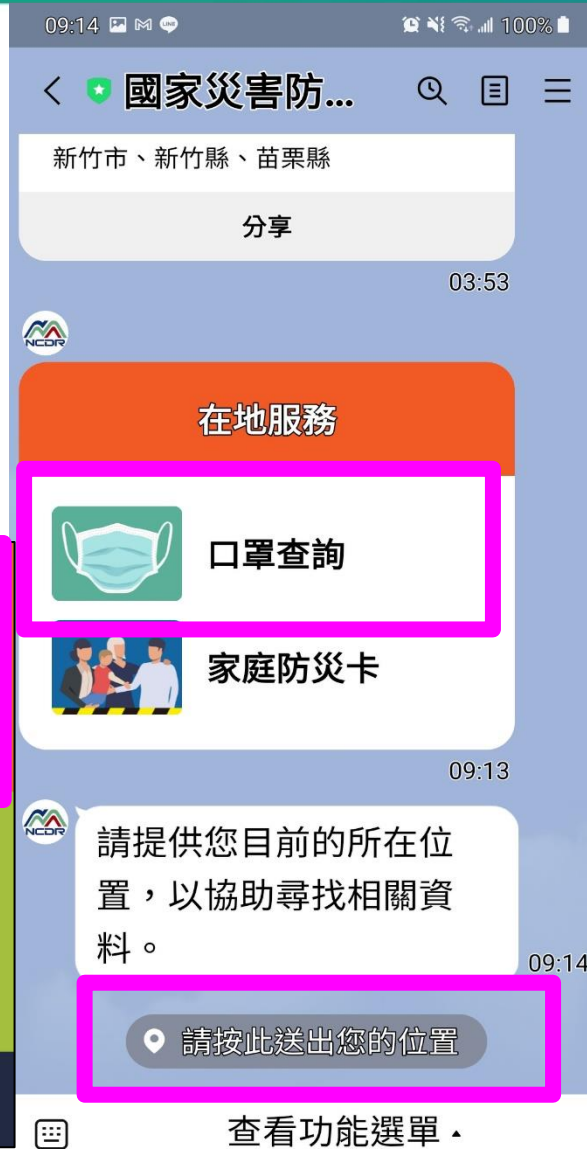 09:14 100%
國家災害防...
新竹市、新竹縣、苗栗縣
分享
03:53
NCDR
在地服務
口罩查詢
家庭防災卡
09:13
NCDR
請提供您目前的所在位
置，以協助尋找相關資
料。
09:14
請按此送出您的位置
查看功能選單